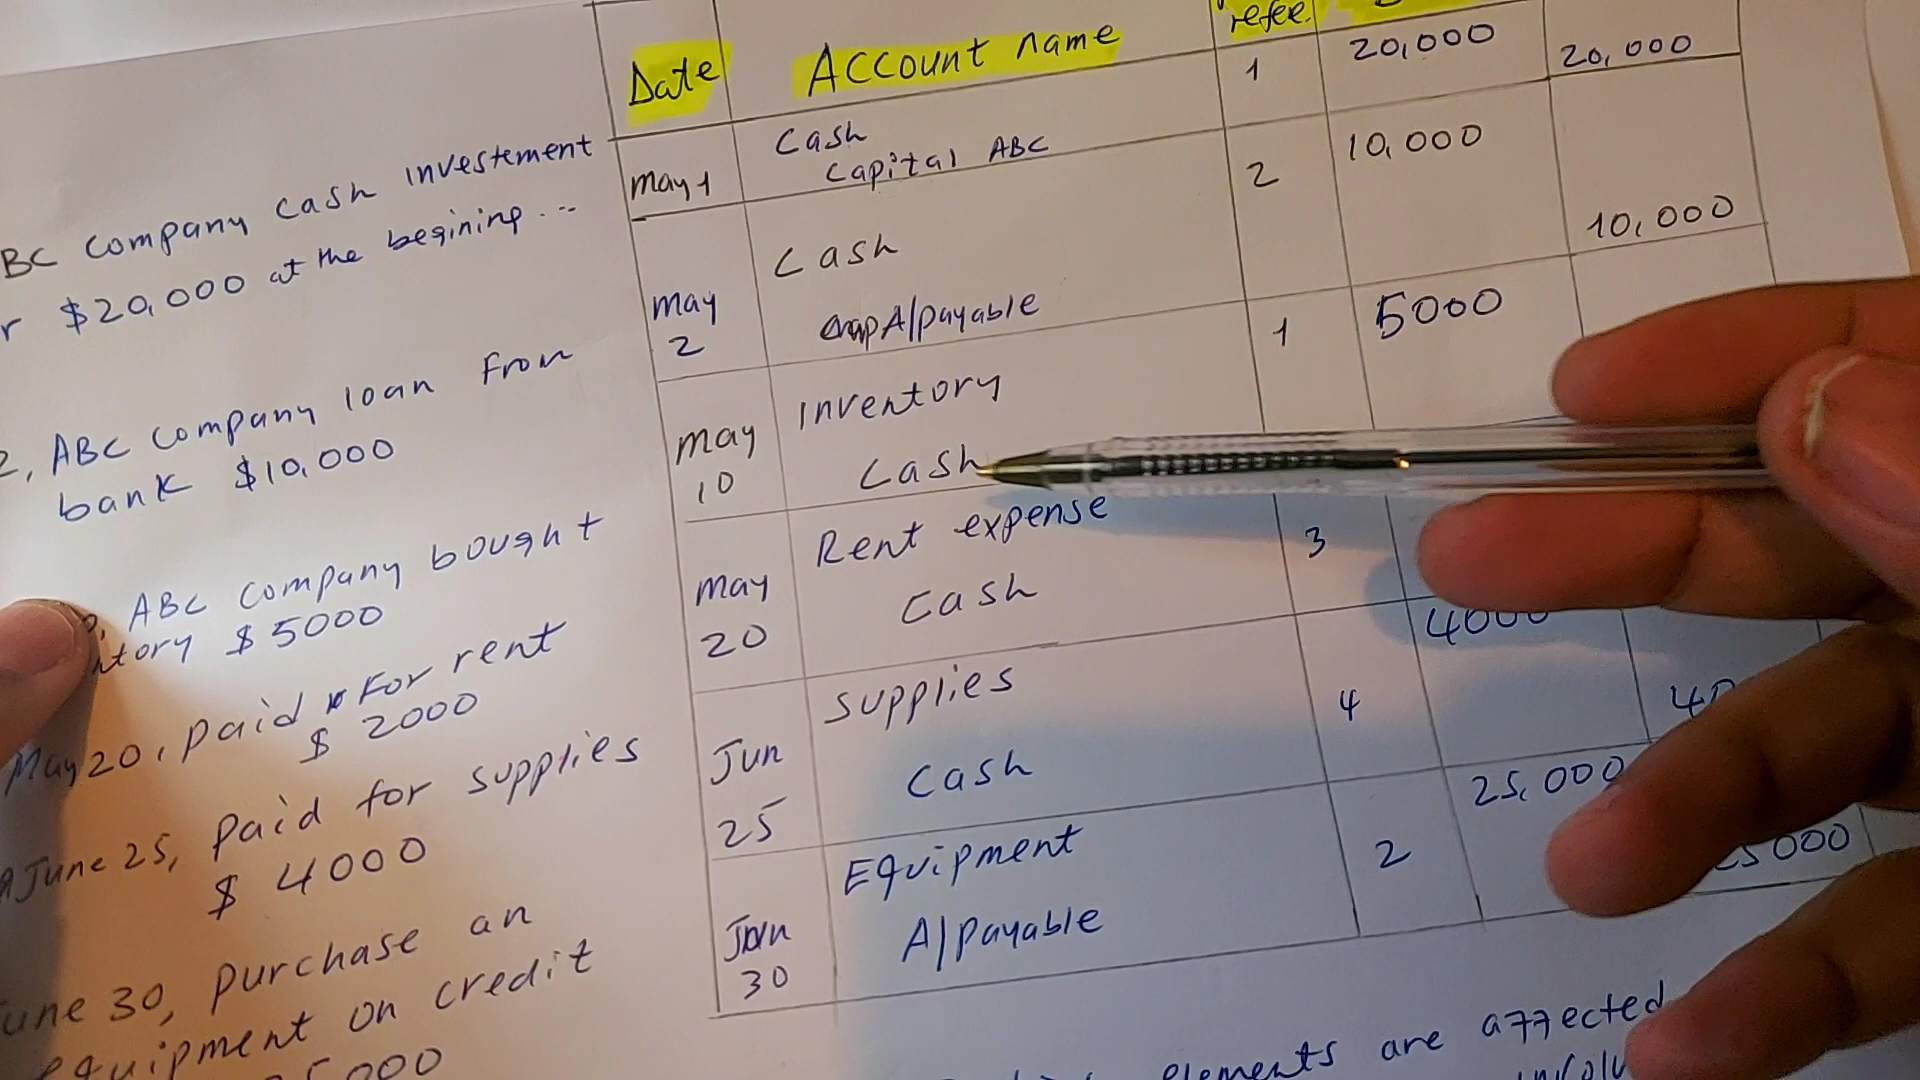 BC Company cash investement
r $20,000 at the begining...
2, ABC company loan from
bank $10,000
ABC company bought
ntory $5000
May 20, paid for rent
$ 2000
June 25, paid for supplies
$ 4000
une 30, purchase an
equipment on credit
Date Account name refee.
May 1 Cash 1 20,000 20,000
Capital ABC
May 2 Cash 2 10,000
A/payable 10,000
May 10 Inventory 1 5000
Cash
May 20 Rent expense 3
Cash
Jun 25 Supplies 4 4000
Cash
Jun 30 Equipment 2 25,000
A/payable
elements are affected